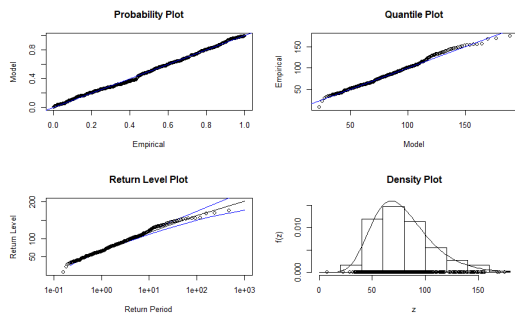 Probability Plot
Model
0.0 0.4 0.8
0.0 0.2 0.4 0.6 0.8 1.0
Empirical
Quantile Plot
Empirical
50 100 150
50 100 150
Model
Return Level Plot
Return Level
50 100 200
1e-01 1e+00 1e+01 1e+02 1e+03
Return Period
Density Plot
f(z)
0.000 0.010
0 50 100 150
z